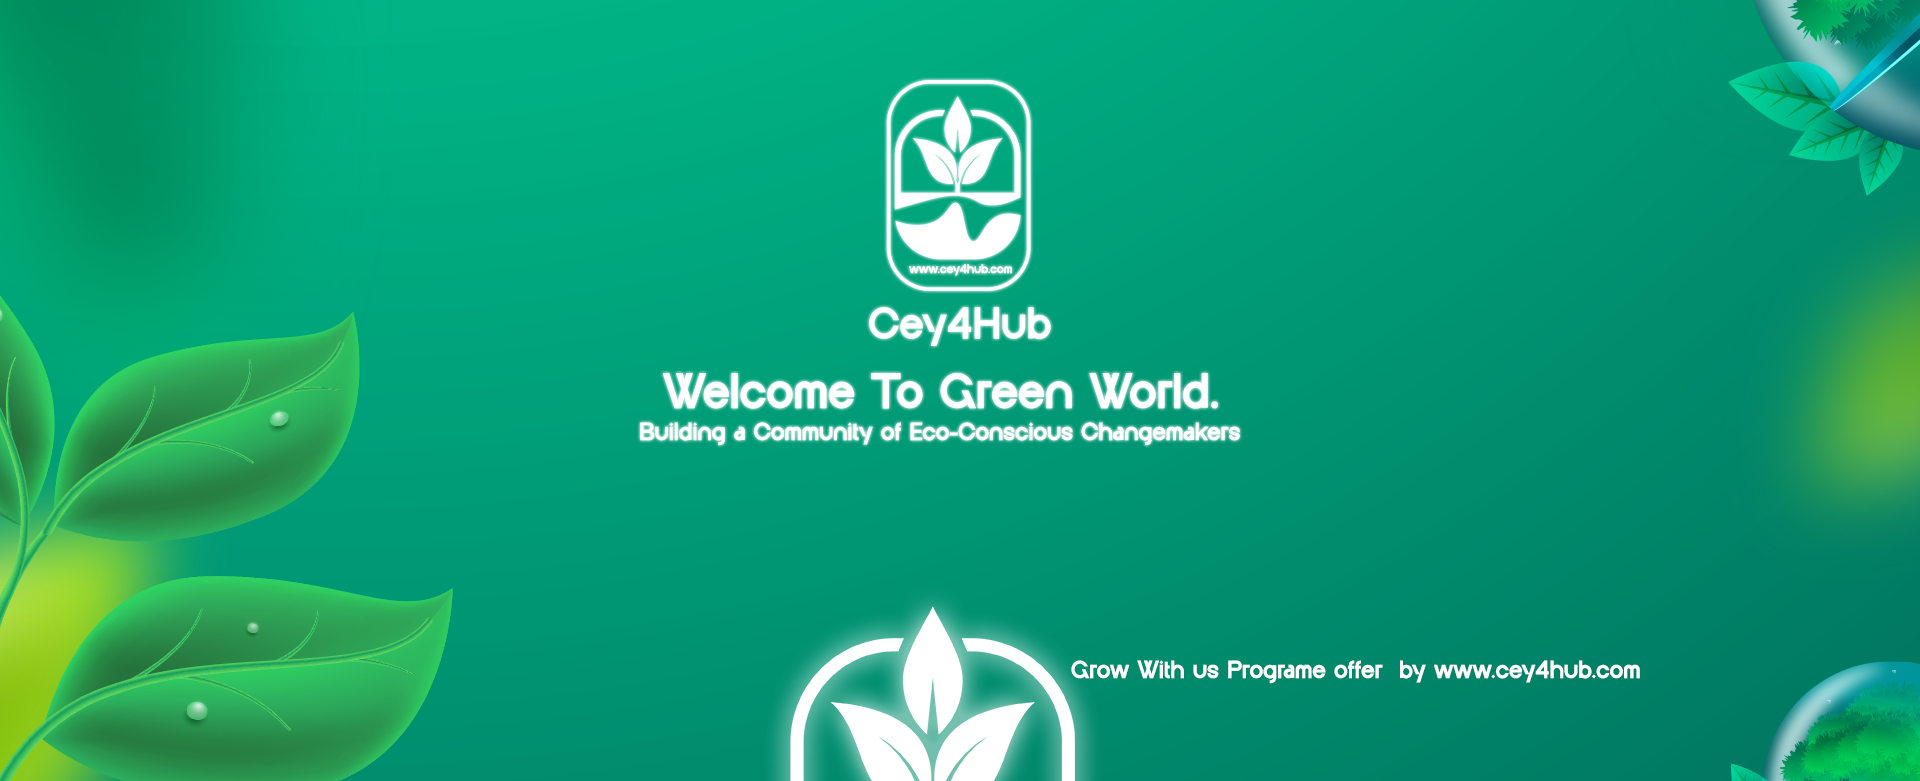 www.cey4hub.com
Cey4Hub
Welcome To Green World.
Building a Community of Eco-Conscious Changemakers
Grow With us Programe offer by www.cey4hub.com